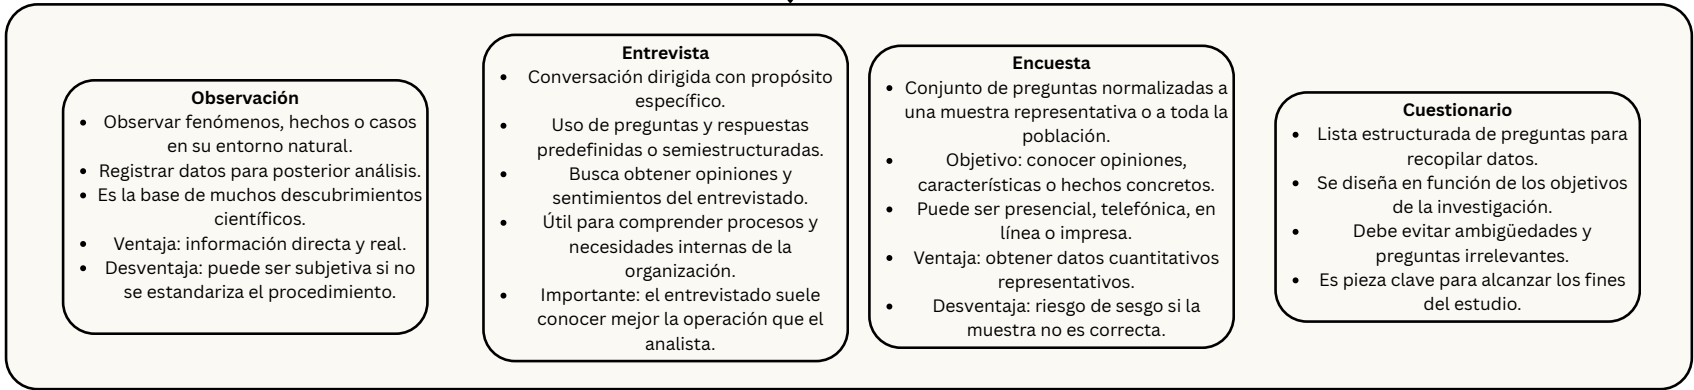 Observación
• Observar fenómenos, hechos o casos
en su entorno natural.
• Registrar datos para posterior análisis.
• Es la base de muchos descubrimientos
científicos.
• Ventaja: información directa y real.
• Desventaja: puede ser subjetiva si no
se estandariza el procedimiento.
Entrevista
• Conversación dirigida con propósito
específico.
• Uso de preguntas y respuestas
predefinidas o semiestructuradas.
• Busca obtener opiniones y
sentimientos del entrevistado.
• Útil para comprender procesos y
necesidades internas de la
organización.
• Importante: el entrevistado suele
conocer mejor la operación que el
analista.
Encuesta
• Conjunto de preguntas normalizadas a
una muestra representativa o a toda la
población.
• Objetivo: conocer opiniones,
características o hechos concretos.
• Puede ser presencial, telefónica, en
línea o impresa.
• Ventaja: obtener datos cuantitativos
representativos.
• Desventaja: riesgo de sesgo si la
muestra no es correcta.
Cuestionario
• Lista estructurada de preguntas para
recopilar datos.
• Se diseña en función de los objetivos
de la investigación.
• Debe evitar ambigüedades y
preguntas irrelevantes.
• Es pieza clave para alcanzar los fines
del estudio.